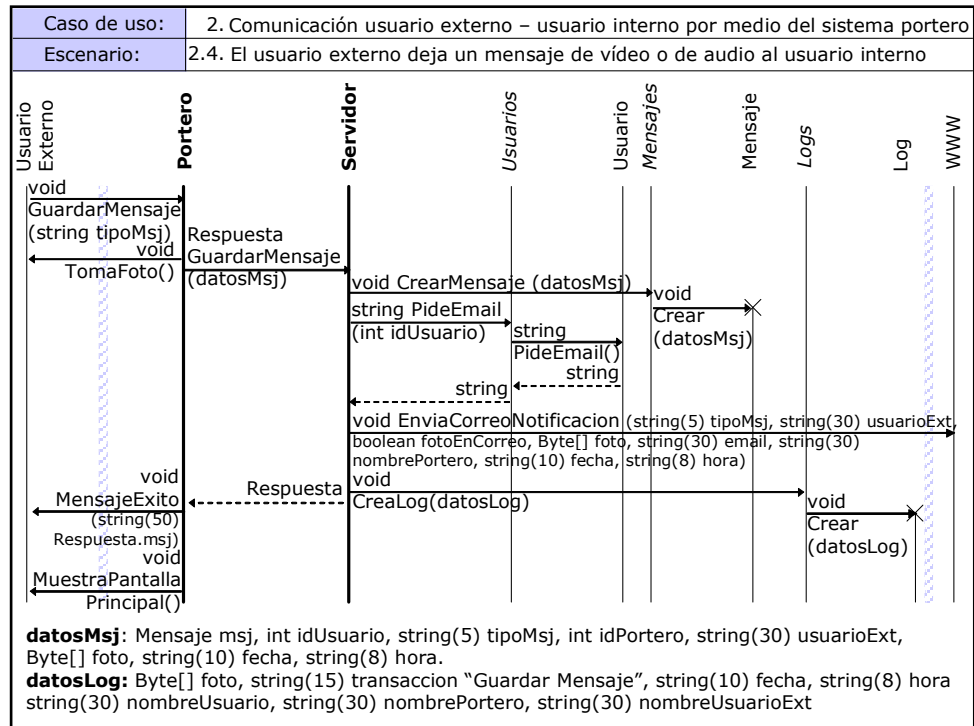 Caso de uso: 2. Comunicación usuario externo – usuario interno por medio del sistema portero
Escenario: 2.4. El usuario externo deja un mensaje de vídeo o de audio al usuario interno
Usuario
Externo
Portero
Servidor
Usuarios
Usuario
Mensajes
Mensaje
Logs
Log
WWW
void
GuardarMensaje
(string tipoMsj)
void
TomaFoto()
Respuesta
GuardarMensaje
(datosMsj)
void CrearMensaje (datosMsj)
void
Crear
(datosMsj)
string PideEmail
(int idUsuario)
string
PideEmail()
string
string
void EnviaCorreoNotificacion (string(5) tipoMsj, string(30) usuarioExt,
boolean fotoEnCorreo, Byte[] foto, string(30) email, string(30)
nombrePortero, string(10) fecha, string(8) hora)
void
CreaLog(datosLog)
void
Crear
(datosLog)
Respuesta
void
MensajeExito
(string(50)
Respuesta.msj)
void
MuestraPantalla
Principal()
datosMsj: Mensaje msj, int idUsuario, string(5) tipoMsj, int idPortero, string(30) usuarioExt,
Byte[] foto, string(10) fecha, string(8) hora.
datosLog: Byte[] foto, string(15) transaccion “Guardar Mensaje”, string(10) fecha, string(8) hora
string(30) nombreUsuario, string(30) nombrePortero, string(30) nombreUsuarioExt